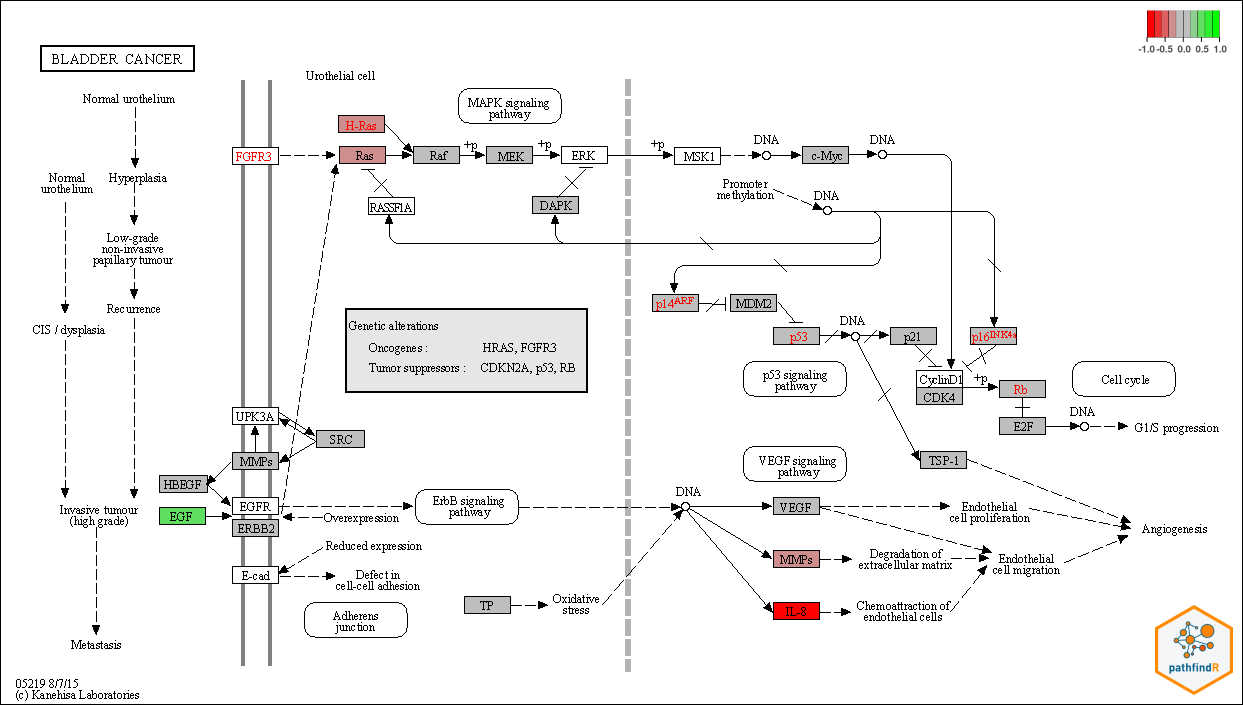 BLADDER CANCER
-1.0 -0.5 0.0 0.5 1.0
Urothelial cell
Normal urothelium
MAPK signaling
pathway
H-Ras
FGFR3
Ras
Raf
+p
MEK
+p
ERK
+p
MSK1
DNA
c-Myc
DNA
Normal
urothelium
Hyperplasia
Promoter
methylation
DNA
RASSF1A
DAPK
Low-grade
non-invasive
papillary tumour
Recurrence
p14ARF
MDM2
CIS / dysplasia
Genetic alterations
Oncogenes : HRAS, FGFR3
Tumor suppressors : CDKN2A, p53, RB
p53
DNA
p21
p16INK4a
p53 signaling
pathway
CyclinD1
CDK4
+p
Rb
Cell cycle
UPK3A
SRC
E2F
DNA
G1/S progression
MMPs
VEGF signaling
pathway
TSP-1
HBEGF
EGFR
EGF
ERBB2
Overexpression
ErbB signaling
pathway
DNA
VEGF
Endothelial
cell proliferation
Angiogenesis
Invasive tumour
(high grade)
Reduced expression
E-cad
Defect in
cell-cell adhesion
MMPs
Degradation of
extracellular matrix
Endothelial
cell migration
Adherens
junction
TP
Oxidative
stress
IL-8
Chemoattraction of
endothelial cells
Metastasis
05219 8/7/15
(c) Kanehisa Laboratories
pathfindR